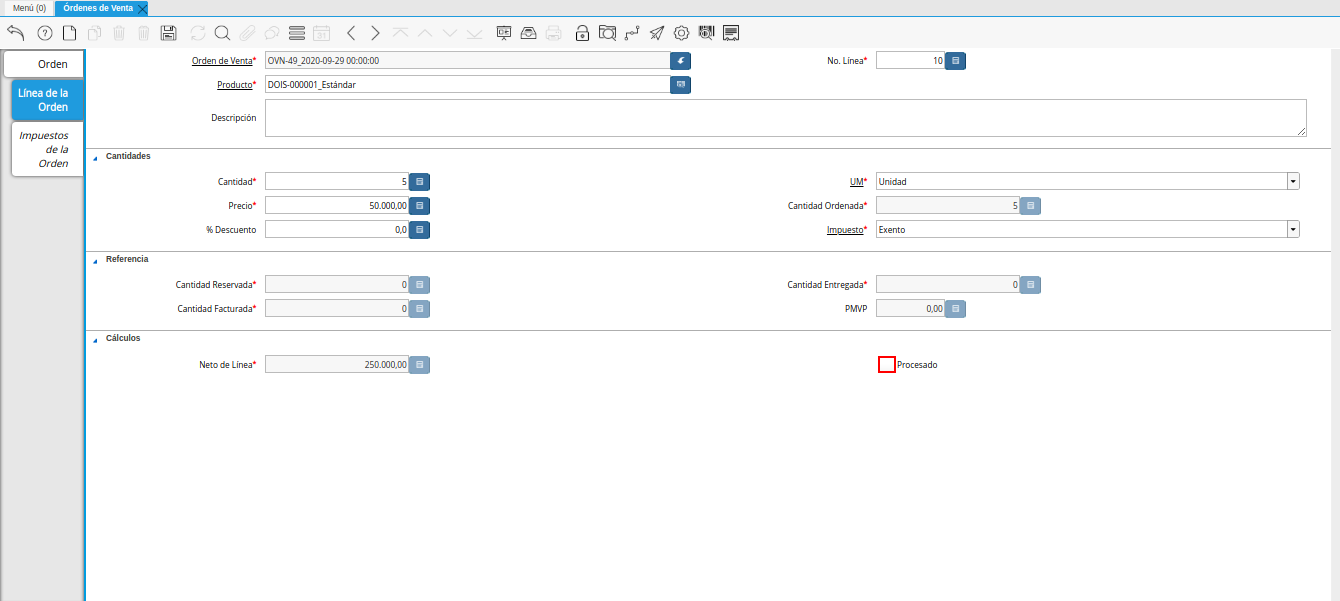 Menú (0) Órdenes de Venta
31
Orden
Línea de la
Orden
Impuestos
de la
Orden
Orden de Venta* OVN-49_2020-09-29 00:00:00 No. Línea* 10
Producto* DOIS-000001_Estándar
Descripción
Cantidades
Cantidad* 5 UM* Unidad
Precio* 50.000,00 Cantidad Ordenada* 5
% Descuento 0,0 Impuesto* Exento
Referencia
Cantidad Reservada* 0 Cantidad Entregada* 0
Cantidad Facturada* 0 PMVP 0,00
Cálculos
Neto de Línea* 250.000,00 Procesado